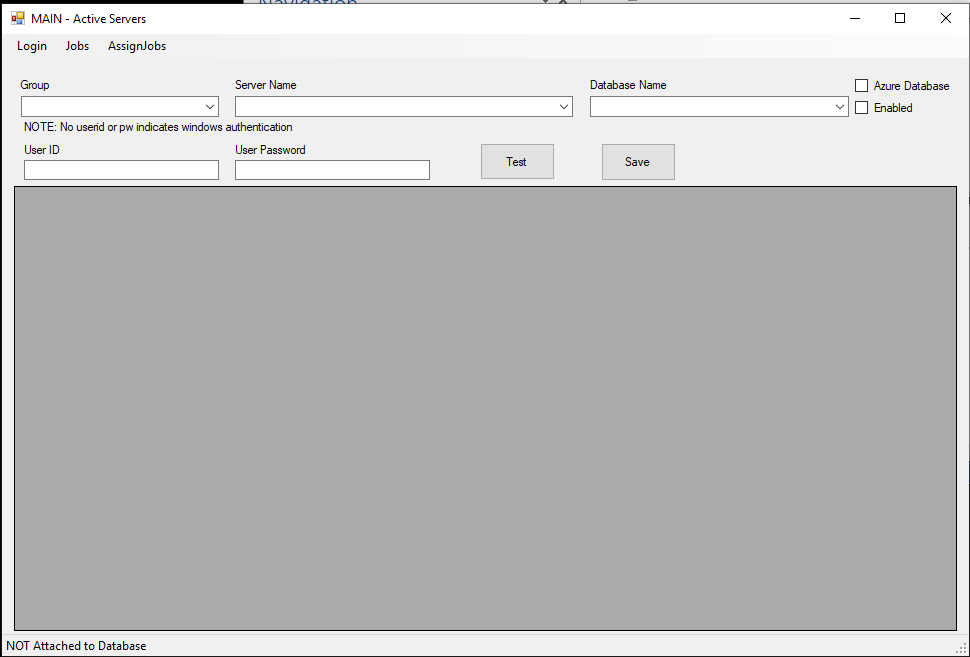 Navigation
MAIN - Active Servers
Login Jobs AssignJobs
Group Server Name Database Name Azure Database
Enabled
NOTE: No userid or pw indicates windows authentication
User ID User Password
Test Save
NOT Attached to Database